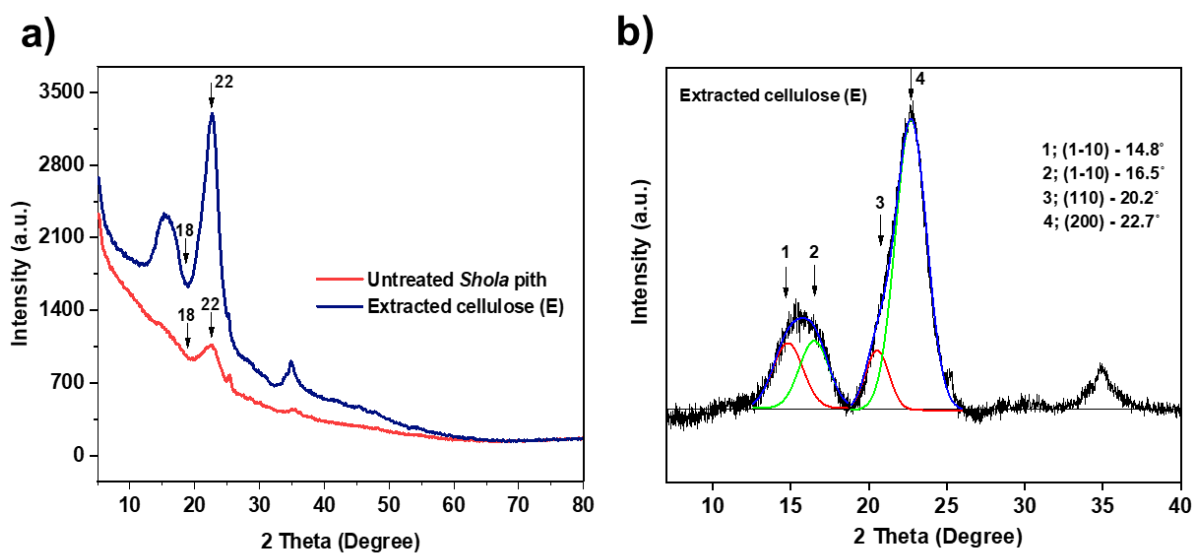 a)
3500
2800
2100
1400
700
0
10 20 30 40 50 60 70 80
Intensity (a.u.)
2 Theta (Degree)
22
18
22
18
Untreated Shola pith
Extracted cellulose (E)
b)
Extracted cellulose (E)
4
1; (1-10) - 14.8°
2; (1-10) - 16.5°
3; (110) - 20.2°
4; (200) - 22.7°
3
1 2
Intensity (a.u.)
10 15 20 25 30 35 40
2 Theta (Degree)